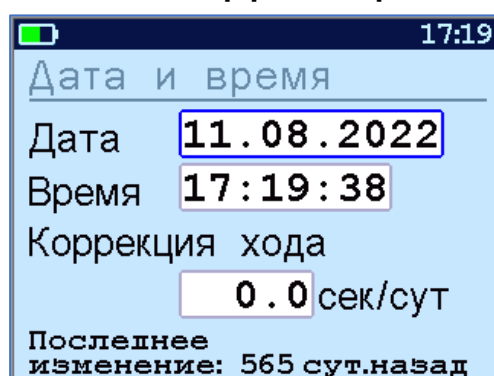 17:19
Дата и время
Дата 11.08.2022
Время 17:19:38
Коррекция хода
0.0 сек/сут
Последнее
изменение: 565 сут.назад